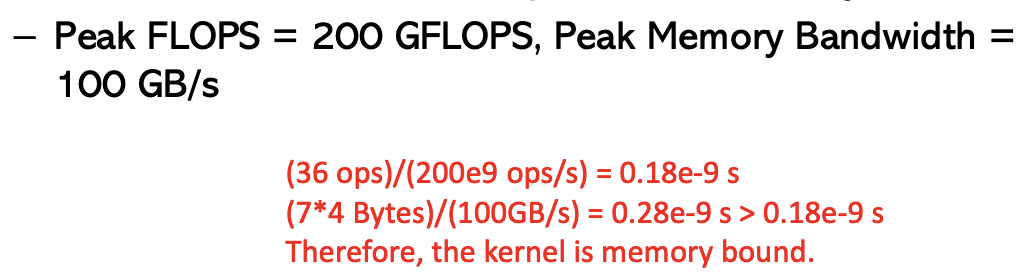 – Peak FLOPS = 200 GFLOPS, Peak Memory Bandwidth =
100 GB/s
(36 ops)/(200e9 ops/s) = 0.18e-9 s
(7*4 Bytes)/(100GB/s) = 0.28e-9 s > 0.18e-9 s
Therefore, the kernel is memory bound.